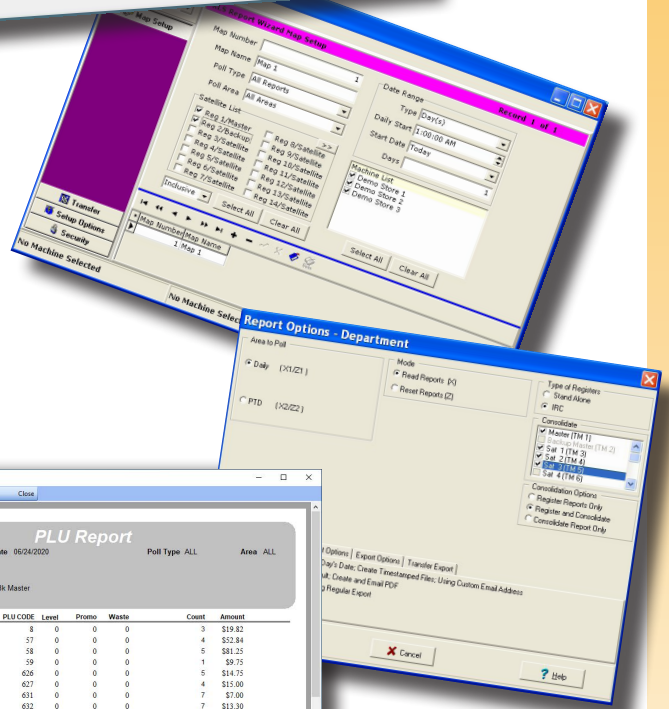 Map Setup
Report Wizard Map Setup
Record 1 of 1
Map Number 1
Map Name Map 1
Poll Type All Reports
Poll Area All Areas
Satellite List
Reg 1/Master
Reg 2/Backup
Reg 3/Satellite
Reg 4/Satellite
Reg 5/Satellite
Reg 6/Satellite
Reg 7/Satellite
Reg 8/Satellite
Reg 9/Satellite
Reg 10/Satellite
Reg 11/Satellite
Reg 12/Satellite
Reg 13/Satellite
Reg 14/Satellite
>>
Inclusive
Select All
Clear All
Date Range
Type Day(s)
Daily Start 1:00:00 AM
Start Date Today
Days 1
Machine List
Demo Store 1
Demo Store 2
Demo Store 3
Select All
Clear All
Map Number Map Name
1 Map 1
Transfer
Setup Options
Security
No Machine Selected
No Machine Selec
Report Options - Department
Area to Poll
Daily (X1/Z1)
PTD (X2/Z2)
Mode
Read Reports (X)
Reset Reports (Z)
Type of Registers
Stand Alone
IRC
Consolidate
Master (TM 1)
Backup Master (TM 2)
Sat 1 (TM 3)
Sat 2 (TM 4)
Sat 3 (TM 5)
Sat 4 (TM 6)
Consolidation Options
Register Reports Only
Register and Consolidate
Consolidate Report Only
Options Export Options Transfer Export
Day's Date; Create Timestamped Files; Using Custom Email Address
ult; Create and Email PDF
g Regular Export
Cancel
Help
Close
PLU Report
ate 06/24/2020 Poll Type ALL Area ALL
lk Master
PLU CODE Level Promo Waste Count Amount
8 0 0 0 3 $19.82
57 0 0 0 4 $52.84
58 0 0 0 5 $81.25
59 0 0 0 1 $9.75
626 0 0 0 5 $14.75
627 0 0 0 4 $15.00
631 0 0 0 7 $7.00
632 0 0 0 7 $13.30